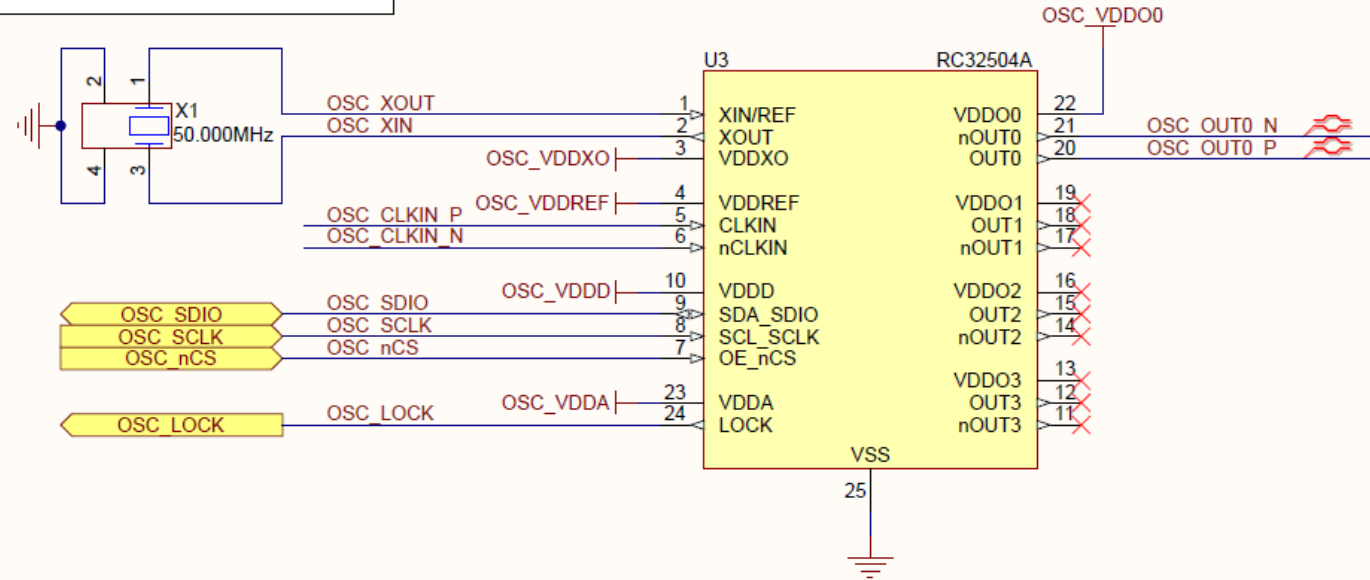 OSC_VDDO0
U3 RC32504A
2 1
X1
50.000MHz
4 3
OSC_XOUT 1 XIN/REF VDDO0 22
OSC_XIN 2 XOUT nOUT0 21 OSC_OUT0_N
OSC_VDDXO 3 VDDXO OUT0 20 OSC_OUT0_P
OSC_VDDREF 4 VDDREF VDDO1 19
OSC_CLKIN_P 5 CLKIN OUT1 18
OSC_CLKIN_N 6 nCLKIN nOUT1 17
OSC_VDDD 10 VDDD VDDO2 16
OSC_SDIO OSC_SDIO 9 SDA_SDIO OUT2 15
OSC_SCLK OSC_SCLK 8 SCL_SCLK nOUT2 14
OSC_nCS OSC_nCS 7 OE_nCS
VDDO3 13
OSC_VDDA 23 VDDA OUT3 12
OSC_LOCK OSC_LOCK 24 LOCK nOUT3 11
VSS
25